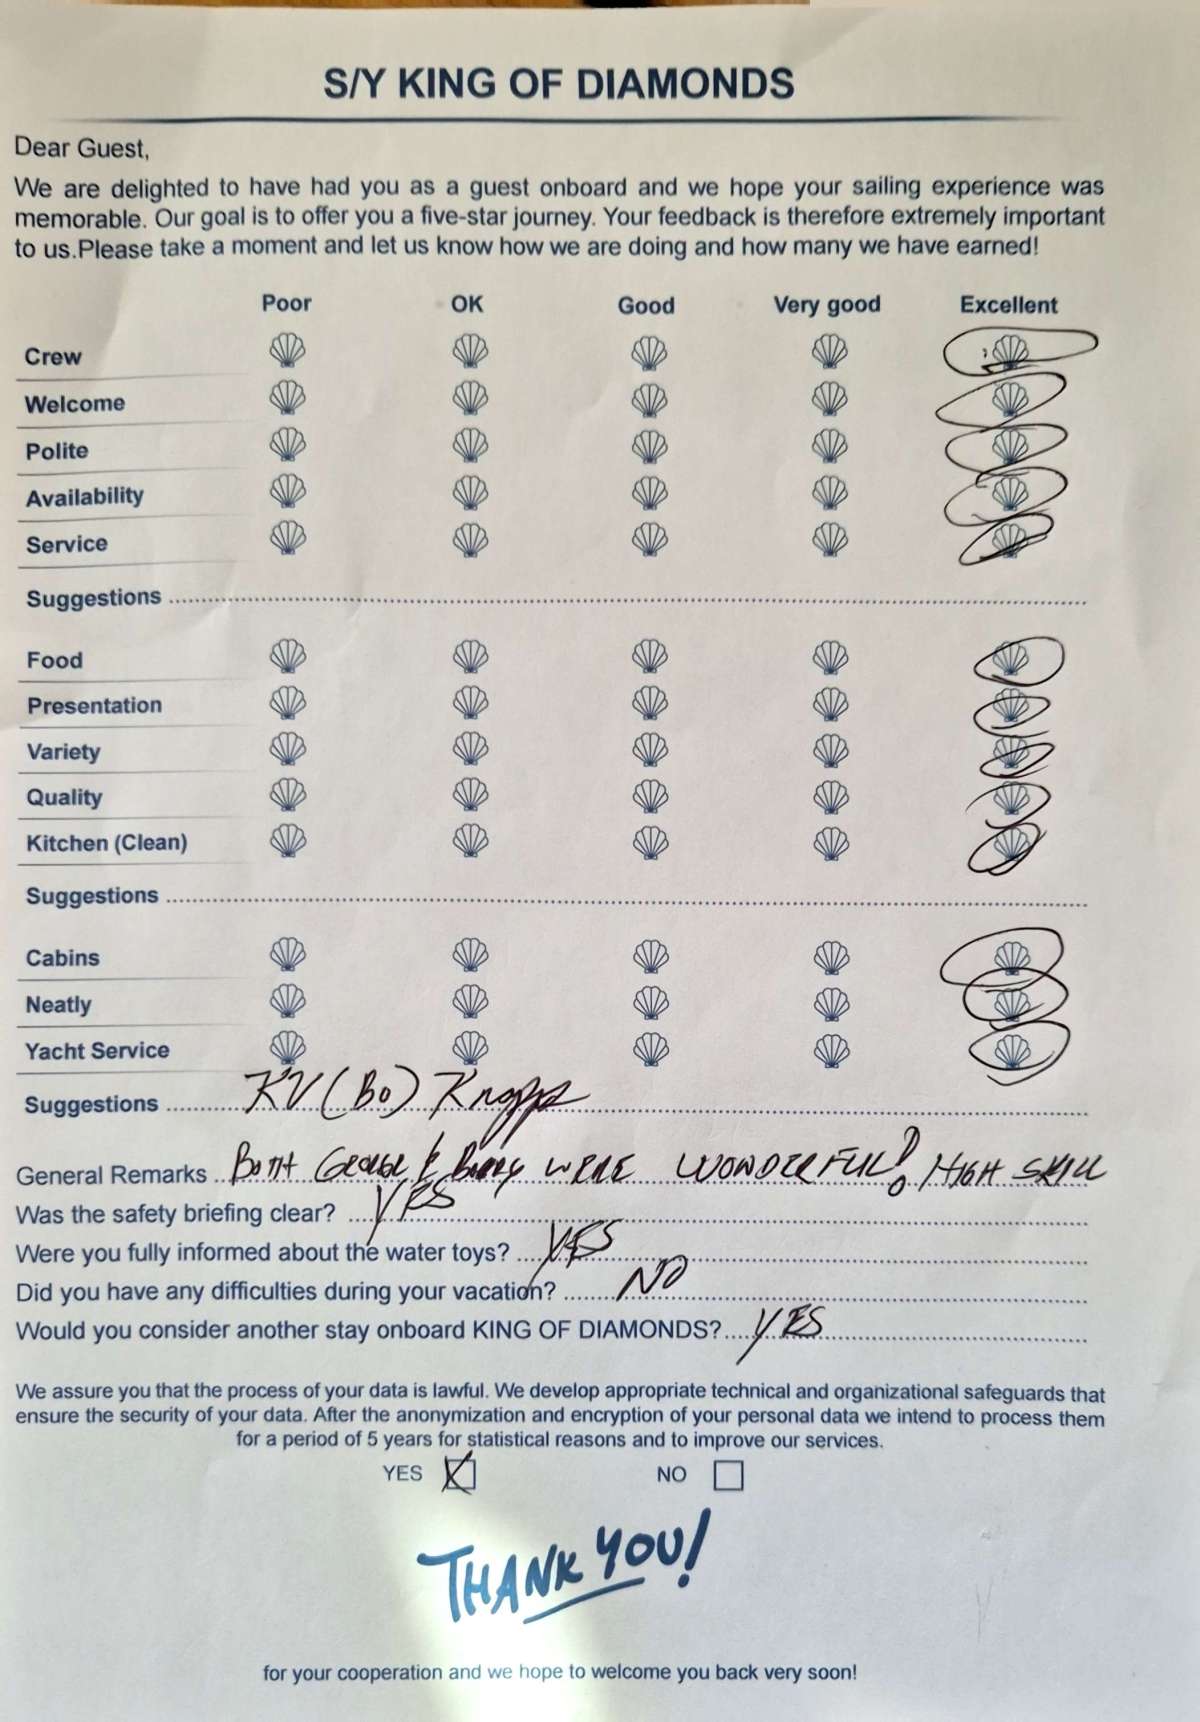 S/Y KING OF DIAMONDS
Dear Guest,
We are delighted to have had you as a guest onboard and we hope your sailing experience was
memorable. Our goal is to offer you a five-star journey. Your feedback is therefore extremely important
to us.Please take a moment and let us know how we are doing and how many we have earned!
Poor OK Good Very good Excellent
Crew
Welcome
Polite
Availability
Service
Suggestions
Food
Presentation
Variety
Quality
Kitchen (Clean)
Suggestions
Cabins
Neatly
Yacht Service
Suggestions KV (Bo) Knapp
General Remarks BOTH GEORGE & WERE WONDERFUL! HIGH SKILL
Was the safety briefing clear? YES
Were you fully informed about the water toys? YES
Did you have any difficulties during your vacation? NO
Would you consider another stay onboard KING OF DIAMONDS? YES
We assure you that the process of your data is lawful. We develop appropriate technical and organizational safeguards that
ensure the security of your data. After the anonymization and encryption of your personal data we intend to process them
for a period of 5 years for statistical reasons and to improve our services.
YES NO
THANK YOU!
for your cooperation and we hope to welcome you back very soon!